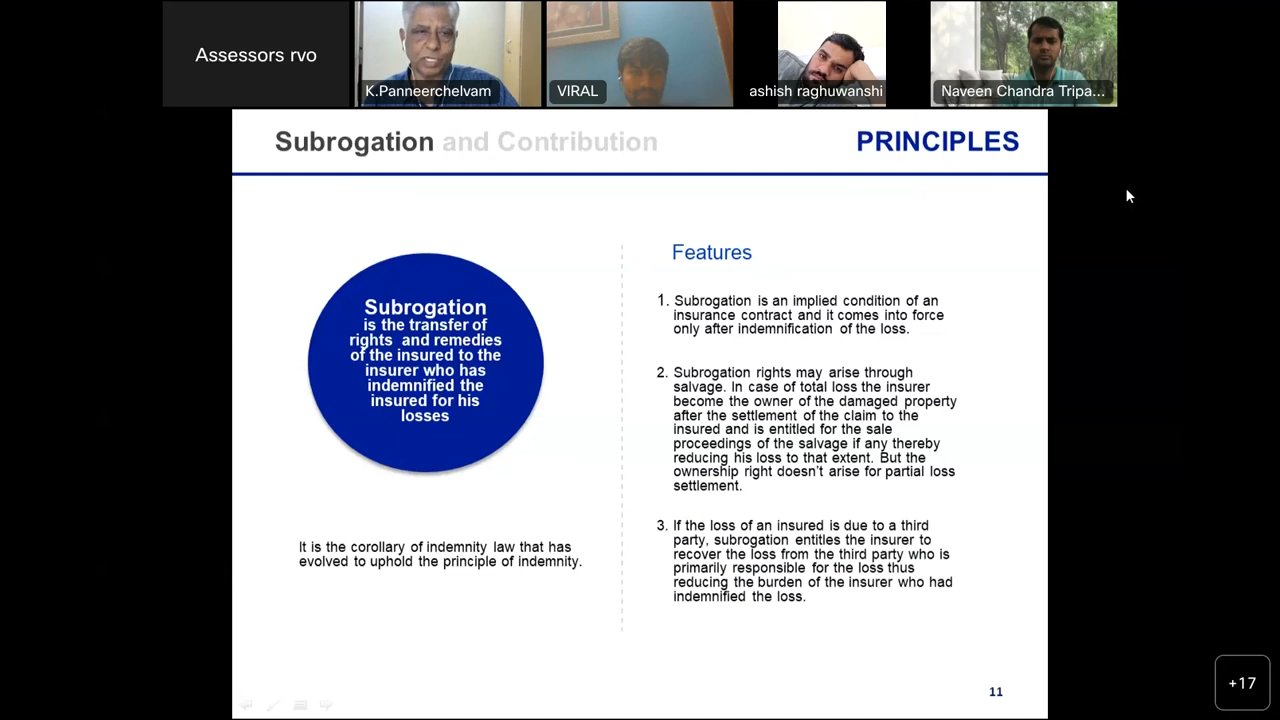 Assessors rvo
K.Panneerchelvam
VIRAL
ashish raghuwanshi
Naveen Chandra Tripa...
Subrogation and Contribution
PRINCIPLES
Subrogation
is the transfer of
rights and remedies
of the insured to the
insurer who has
indemnified the
insured for his
losses
It is the corollary of indemnity law that has
evolved to uphold the principle of indemnity.
Features
1. Subrogation is an implied condition of an
insurance contract and it comes into force
only after indemnification of the loss.
2. Subrogation rights may arise through
salvage. In case of total loss the insurer
become the owner of the damaged property
after the settlement of the claim to the
insured and is entitled for the sale
proceedings of the salvage if any thereby
reducing his loss to that extent. But the
ownership right doesn't arise for partial loss
settlement.
3. If the loss of an insured is due to a third
party, subrogation entitles the insurer to
recover the loss from the third party who is
primarily responsible for the loss thus
reducing the burden of the insurer who had
indemnified the loss.
11
+17